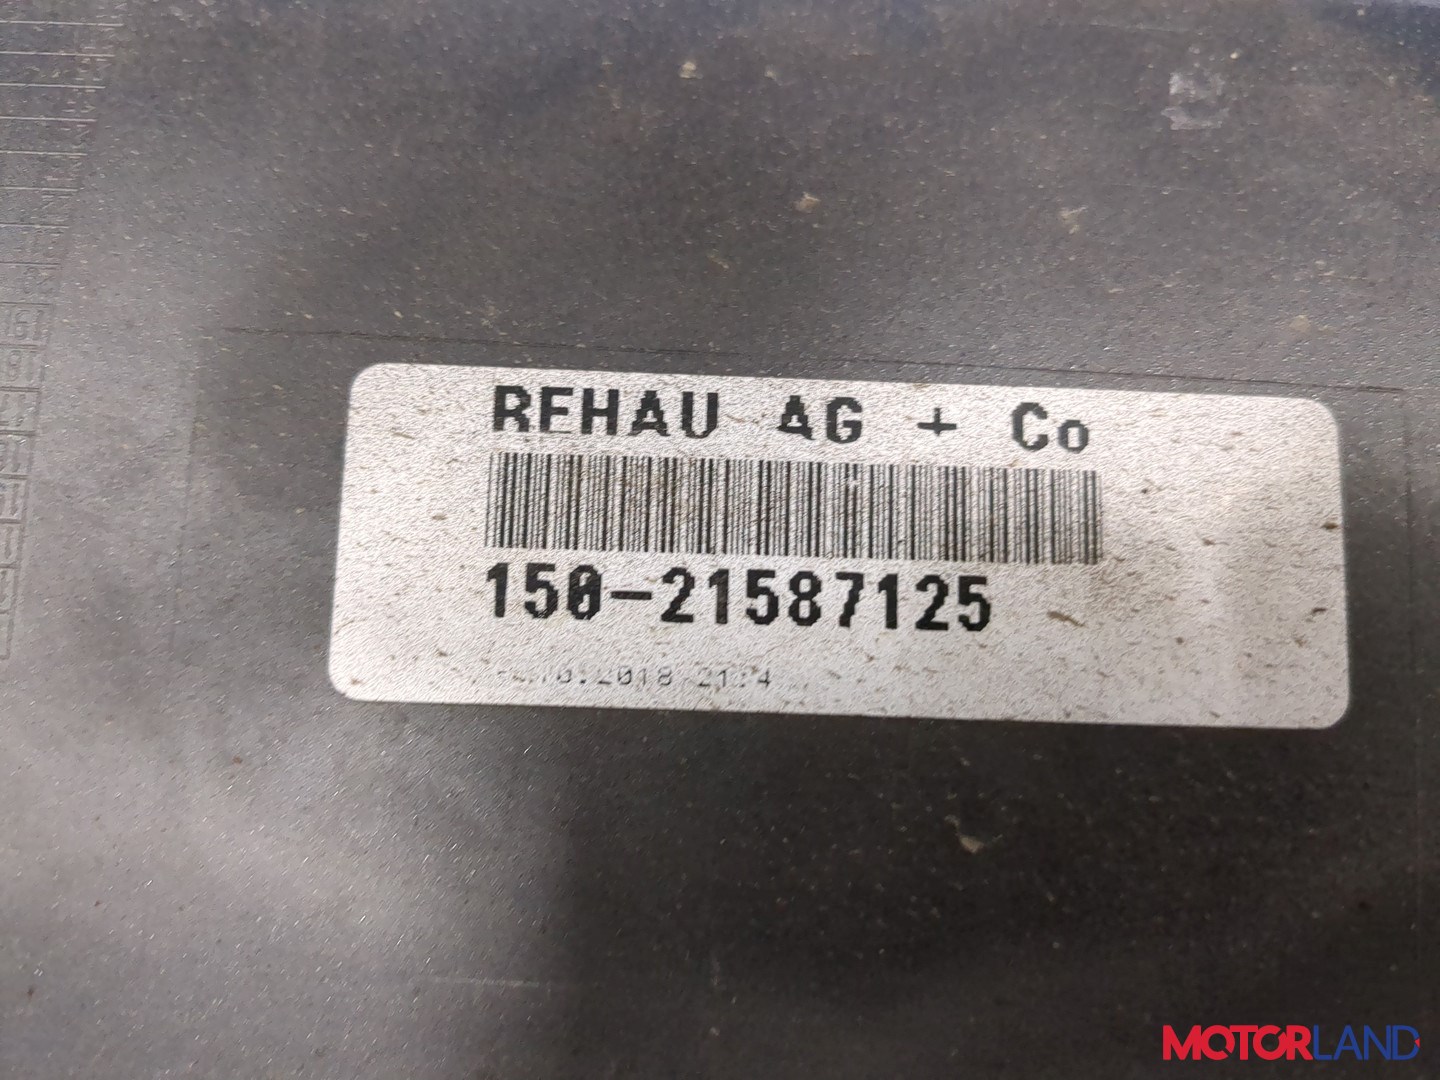 REHAU AG + Co
150-21587125
MOTORLAND